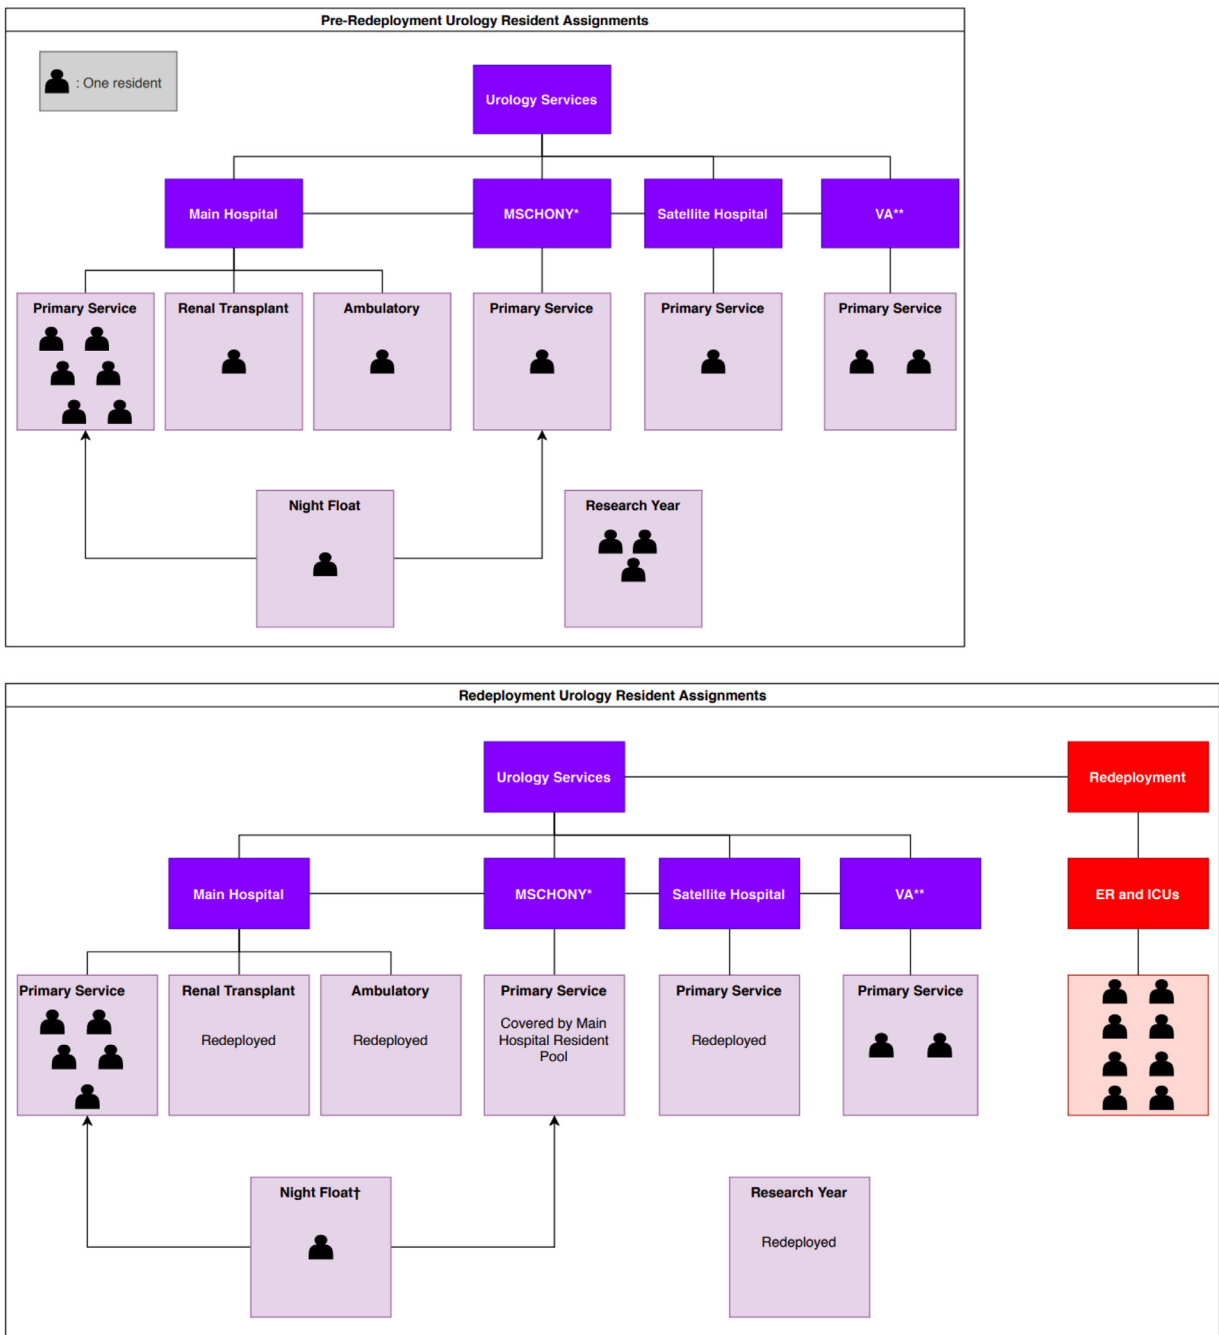 Pre-Redeployment Urology Resident Assignments
: One resident
Urology Services
Main Hospital
MSCHONY*
Satellite Hospital
VA**
Primary Service
Renal Transplant
Ambulatory
Primary Service
Primary Service
Primary Service
Night Float
Research Year
Redeployment Urology Resident Assignments
Urology Services
Redeployment
Main Hospital
MSCHONY*
Satellite Hospital
VA**
ER and ICUs
Primary Service
Renal Transplant
Redeployed
Ambulatory
Redeployed
Primary Service
Covered by Main
Hospital Resident
Pool
Primary Service
Redeployed
Primary Service
Night Float†
Research Year
Redeployed